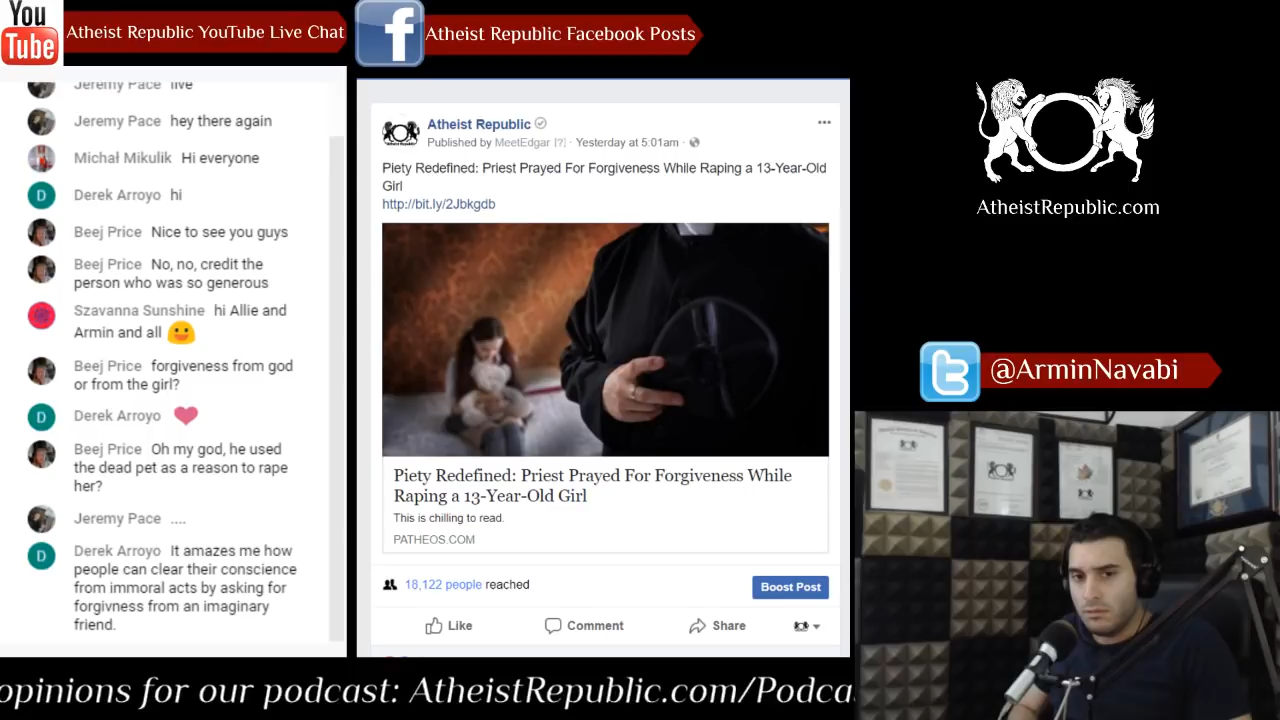 You
Tube
Atheist Republic YouTube Live Chat
Jeremy Pace live
Jeremy Pace hey there again
Michał Mikulik Hi everyone
D
Derek Arroyo hi
Beej Price Nice to see you guys
Beej Price No, no, credit the
person who was so generous
Szavanna Sunshine hi Allie and
Armin and all
Beej Price forgiveness from god
or from the girl?
D
Derek Arroyo
Beej Price Oh my god, he used
the dead pet as a reason to rape
her?
Jeremy Pace ....
D
Derek Arroyo It amazes me how
people can clear their conscience
from immoral acts by asking for
forgivness from an imaginary
friend.
f
Atheist Republic Facebook Posts
Atheist Republic
Published by MeetEdgar [?] · Yesterday at 5:01am ·
Piety Redefined: Priest Prayed For Forgiveness While Raping a 13-Year-Old
Girl
http://bit.ly/2Jbkgdb
Piety Redefined: Priest Prayed For Forgiveness While
Raping a 13-Year-Old Girl
This is chilling to read.
PATHEOS.COM
18,122 people reached
Boost Post
Like
Comment
Share
AtheistRepublic.com
t
@ArminNavabi
opinions for our podcast: AtheistRepublic.com/Podca